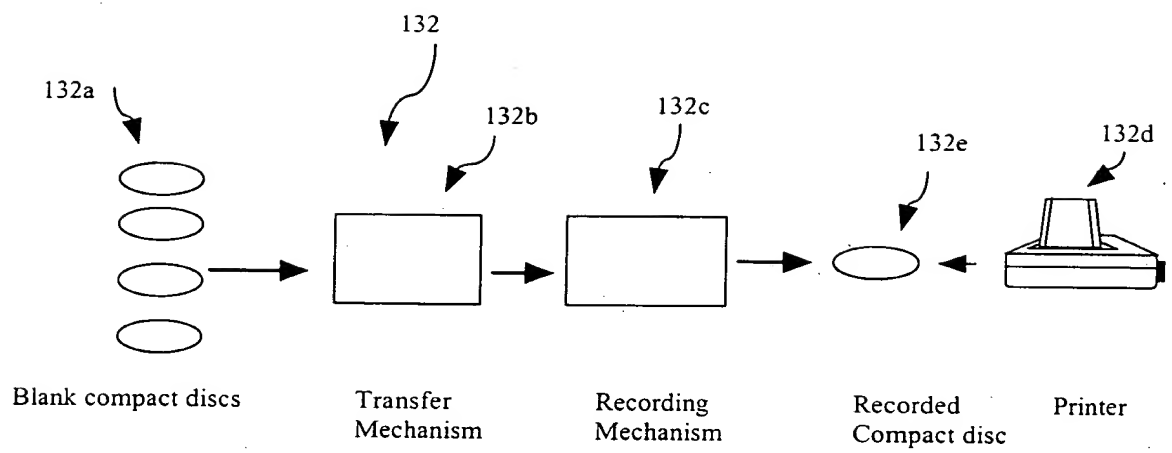 132
132a
132b
132c
132e
132d
Blank compact discs
Transfer
Mechanism
Recording
Mechanism
Recorded
Compact disc
Printer